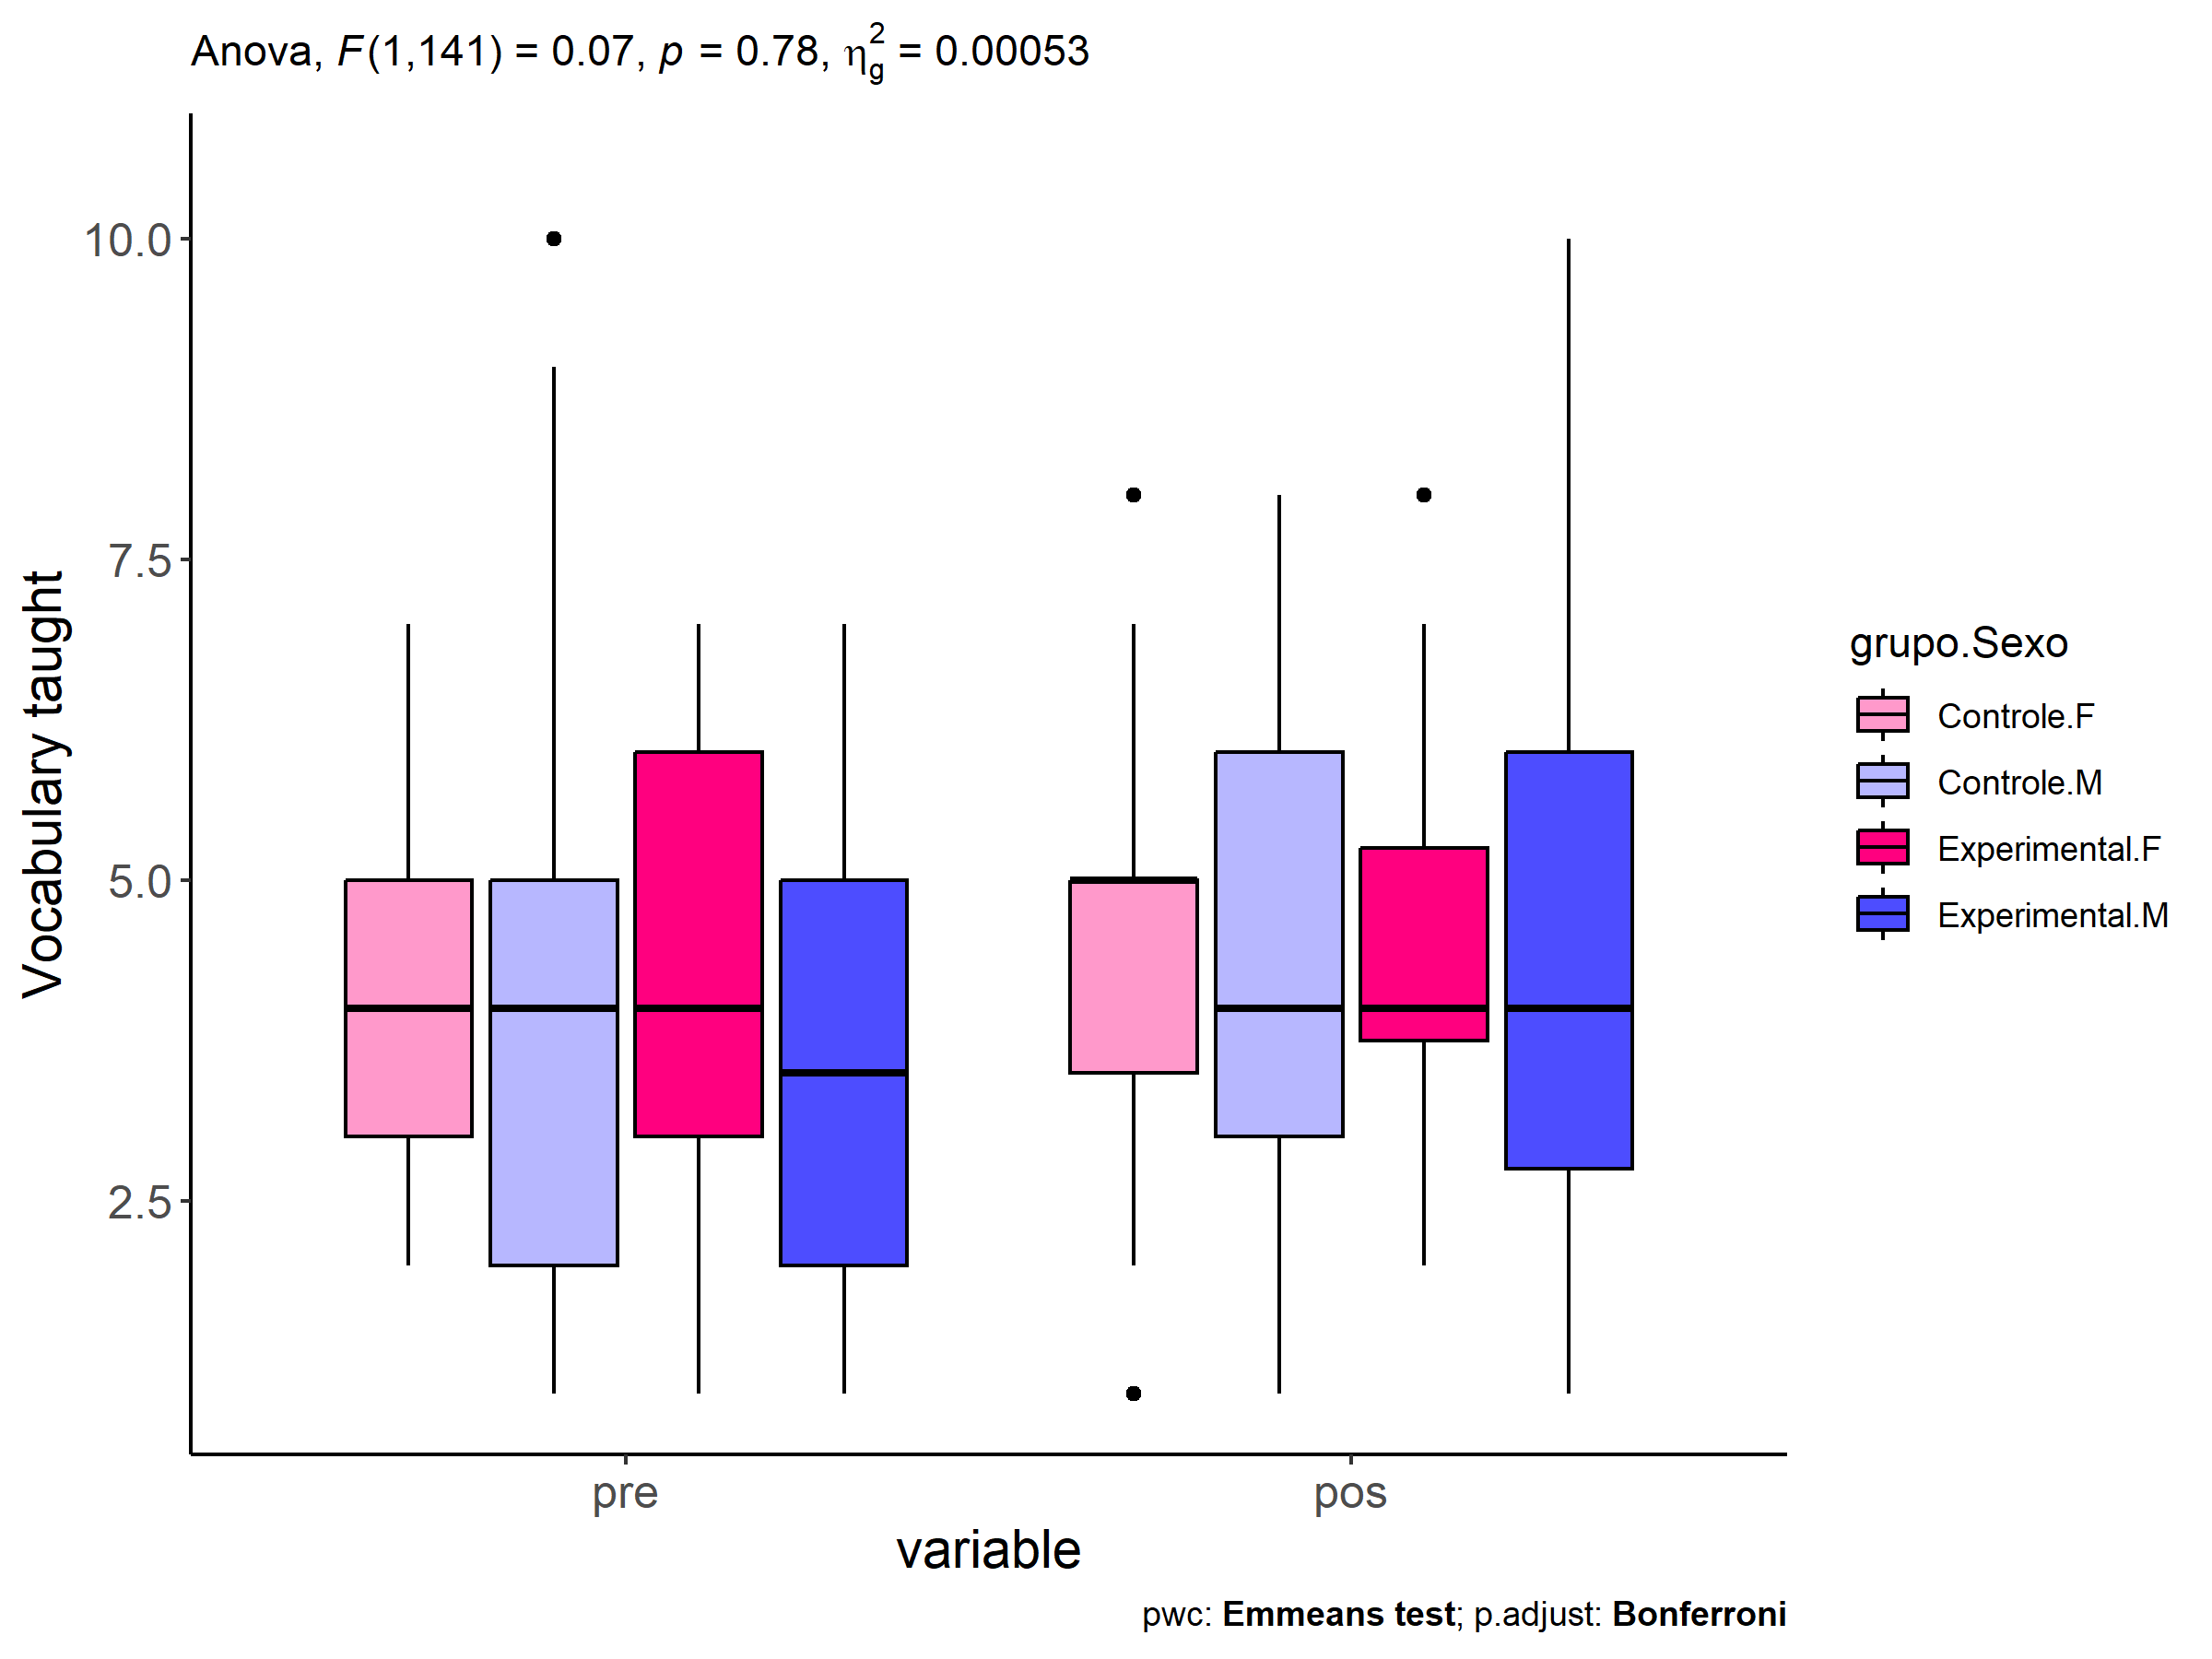 Anova, F(1,141) = 0.07, p = 0.78, η²g = 0.00053
Vocabulary taught
10.0
7.5
5.0
2.5
pre
pos
variable
grupo.Sexo
Controle.F
Controle.M
Experimental.F
Experimental.M
pwc: Emmeans test; p.adjust: Bonferroni